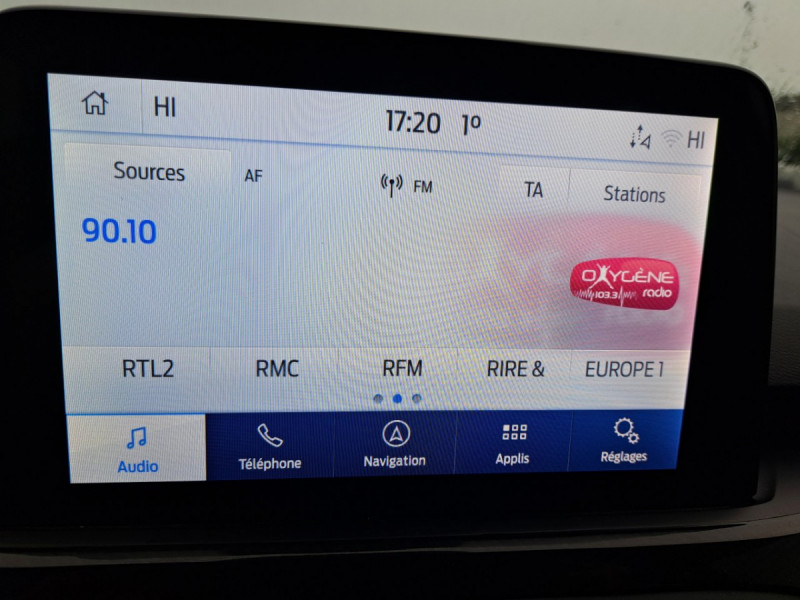 HI 17:20 1° HI
Sources AF FM TA Stations
90.10
OXYGÈNE
103.3 radio
RTL2 RMC RFM RIRE & EUROPE 1
Audio Téléphone Navigation Applis Réglages